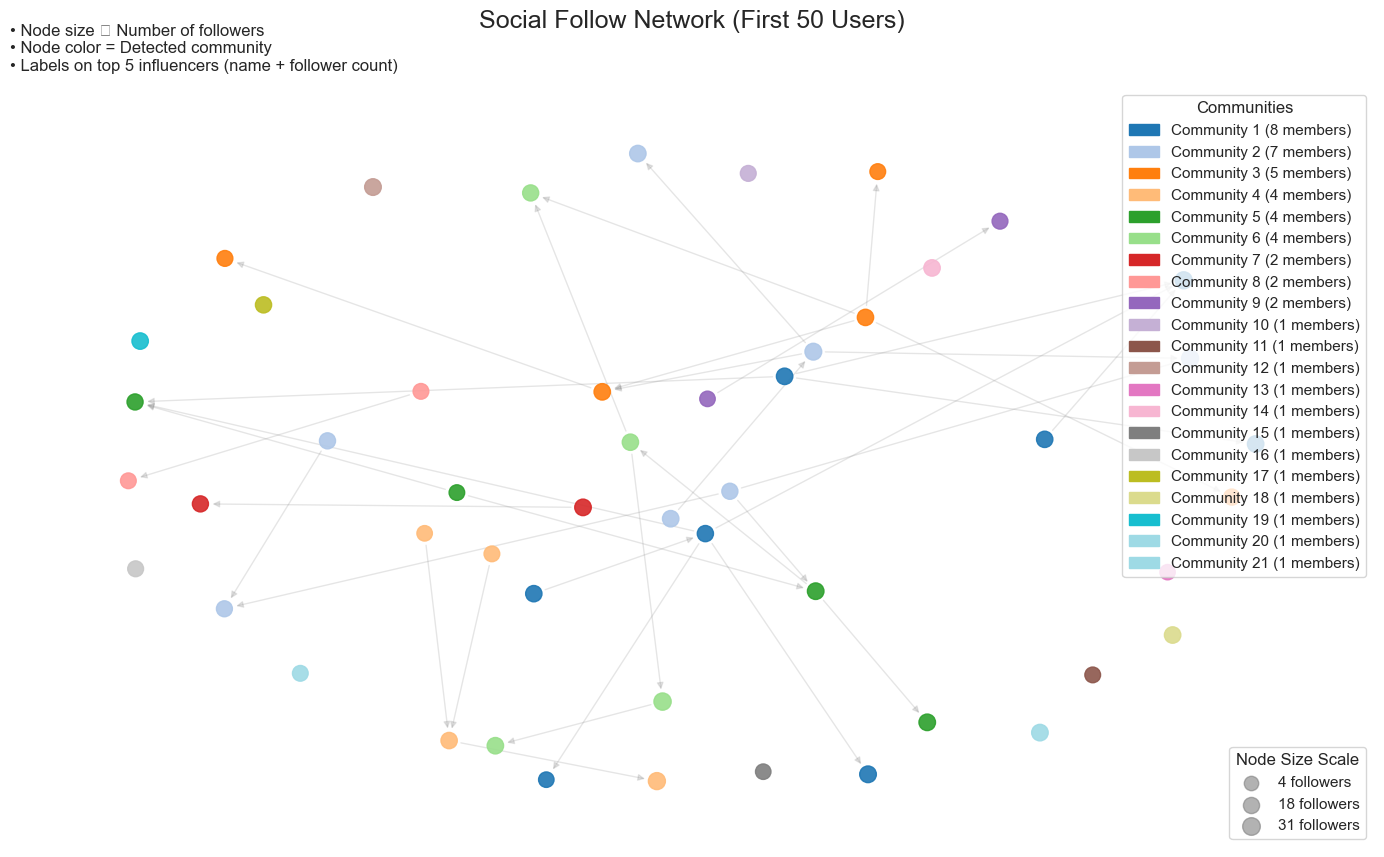 Social Follow Network (First 50 Users)
• Node size □ Number of followers
• Node color = Detected community
• Labels on top 5 influencers (name + follower count)
Communities
Community 1 (8 members)
Community 2 (7 members)
Community 3 (5 members)
Community 4 (4 members)
Community 5 (4 members)
Community 6 (4 members)
Community 7 (2 members)
Community 8 (2 members)
Community 9 (2 members)
Community 10 (1 members)
Community 11 (1 members)
Community 12 (1 members)
Community 13 (1 members)
Community 14 (1 members)
Community 15 (1 members)
Community 16 (1 members)
Community 17 (1 members)
Community 18 (1 members)
Community 19 (1 members)
Community 20 (1 members)
Community 21 (1 members)
Node Size Scale
4 followers
18 followers
31 followers